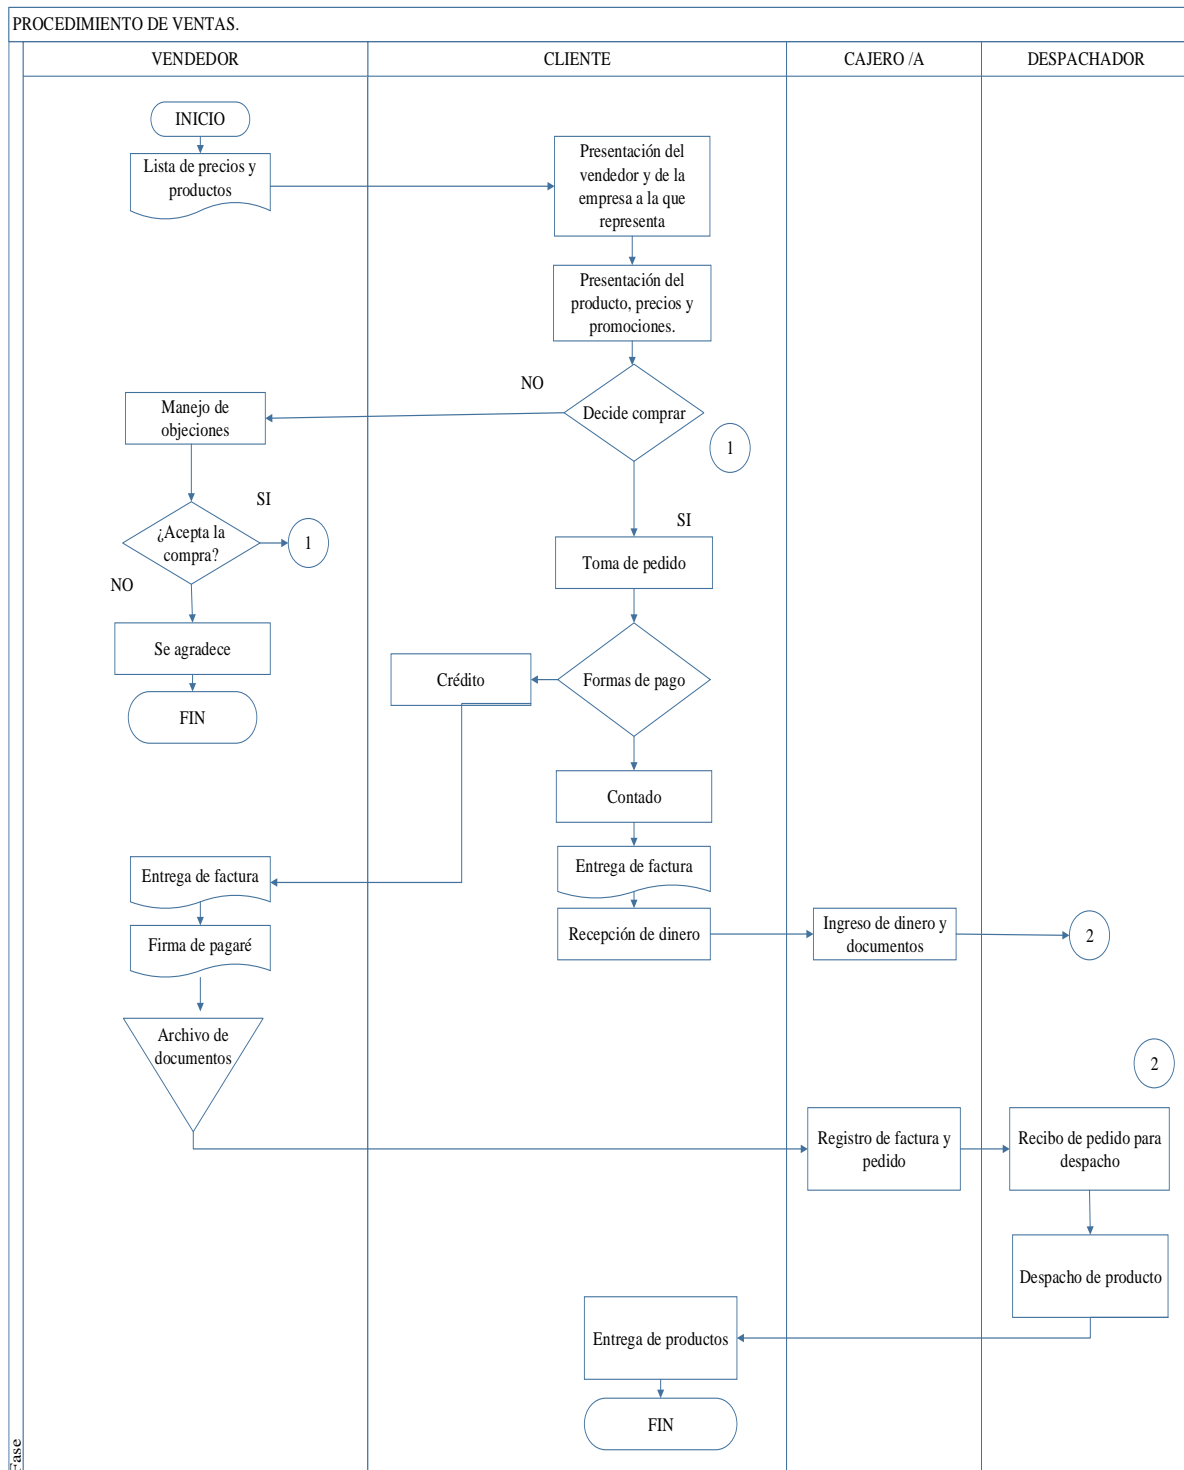 PROCEDIMIENTO DE VENTAS.
VENDEDOR
CLIENTE
CAJERO /A
DESPACHADOR
INICIO
Lista de precios y
productos
Presentación del
vendedor y de la
empresa a la que
representa
Presentación del
producto, precios y
promociones.
NO
Decide comprar
1
Manejo de
objeciones
SI
¿Acepta la
compra?
1
NO
SI
Toma de pedido
Se agradece
FIN
Crédito
Formas de pago
Contado
Entrega de factura
Entrega de factura
Firma de pagaré
Recepción de dinero
Ingreso de dinero y
documentos
2
Archivo de
documentos
2
Registro de factura y
pedido
Recibo de pedido para
despacho
Despacho de producto
Entrega de productos
FIN
Fase